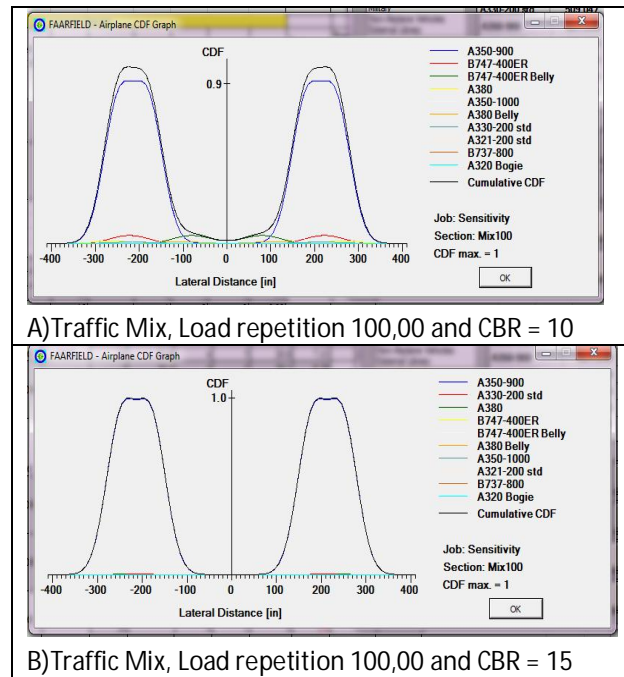 FAARFIELD - Airplane CDF Graph
CDF
0.9
A350-900
B747-400ER
B747-400ER Belly
A380
A350-1000
A380 Belly
A330-200 std
A321-200 std
B737-800
A320 Bogie
Cumulative CDF
Job: Sensitivity
Section: Mix100
CDF max. = 1
OK
-400 -300 -200 -100 0 100 200 300 400
Lateral Distance [in]
A)Traffic Mix, Load repetition 100,00 and CBR = 10
FAARFIELD - Airplane CDF Graph
CDF
1.0
A350-900
A330-200 std
A380
B747-400ER
B747-400ER Belly
A380 Belly
A350-1000
A321-200 std
B737-800
A320 Bogie
Cumulative CDF
Job: Sensitivity
Section: Mix100
CDF max. = 1
OK
-400 -300 -200 -100 0 100 200 300 400
Lateral Distance [in]
B)Traffic Mix, Load repetition 100,00 and CBR = 15